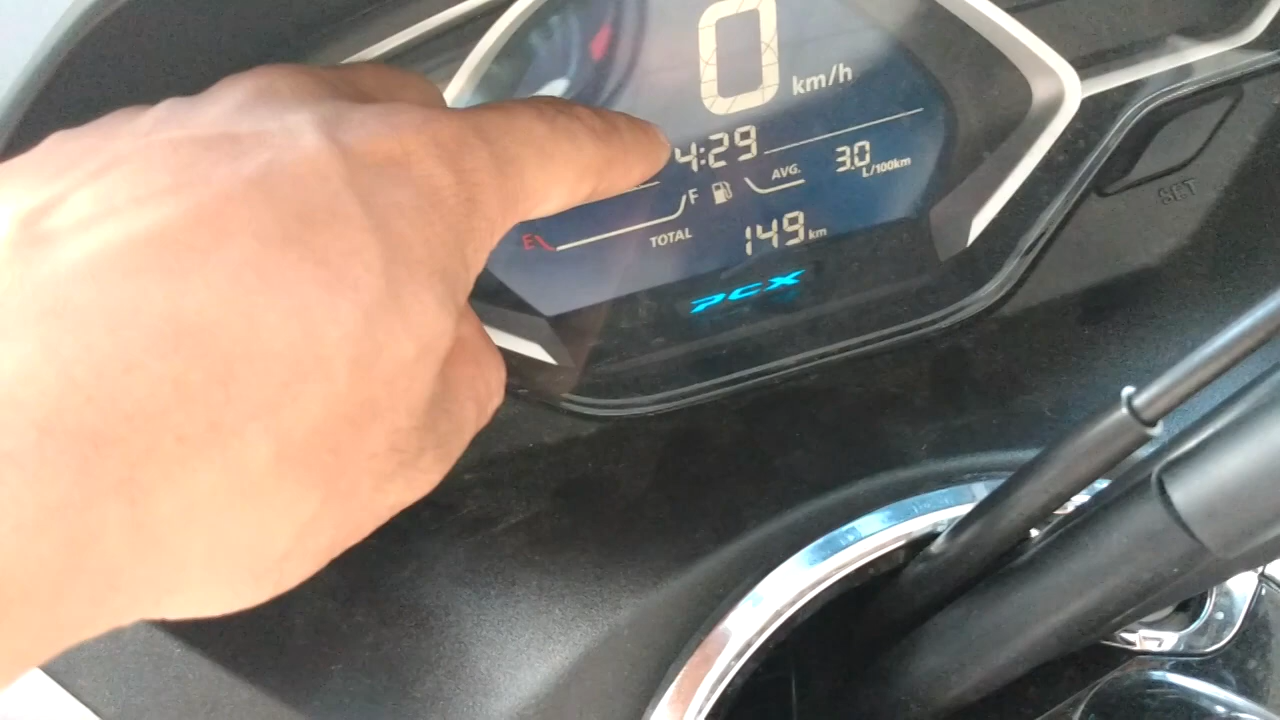 0 km/h
4:29
AVG. 3.0 L/100km
E F
TOTAL 149 km
PCX
SET